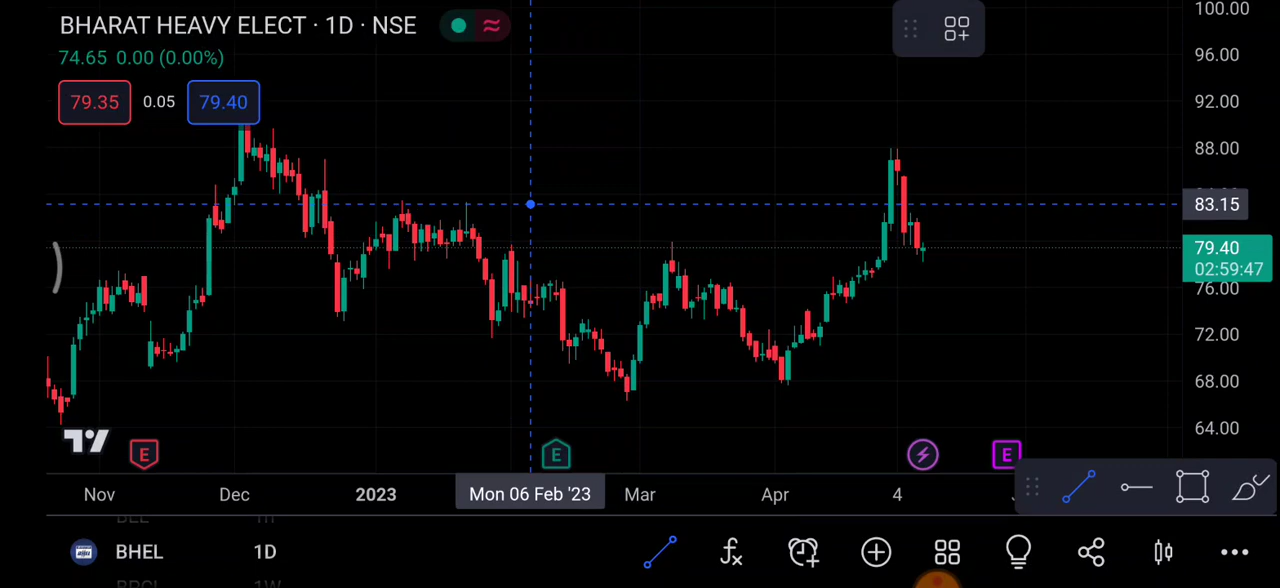 BHARAT HEAVY ELECT · 1D · NSE
74.65 0.00 (0.00%)
79.35 0.05 79.40
100.00
96.00
92.00
88.00
83.15
79.40
02:59:47
76.00
72.00
68.00
64.00
E E E
Nov Dec 2023 Mon 06 Feb '23 Mar Apr 4
BHEL 1D